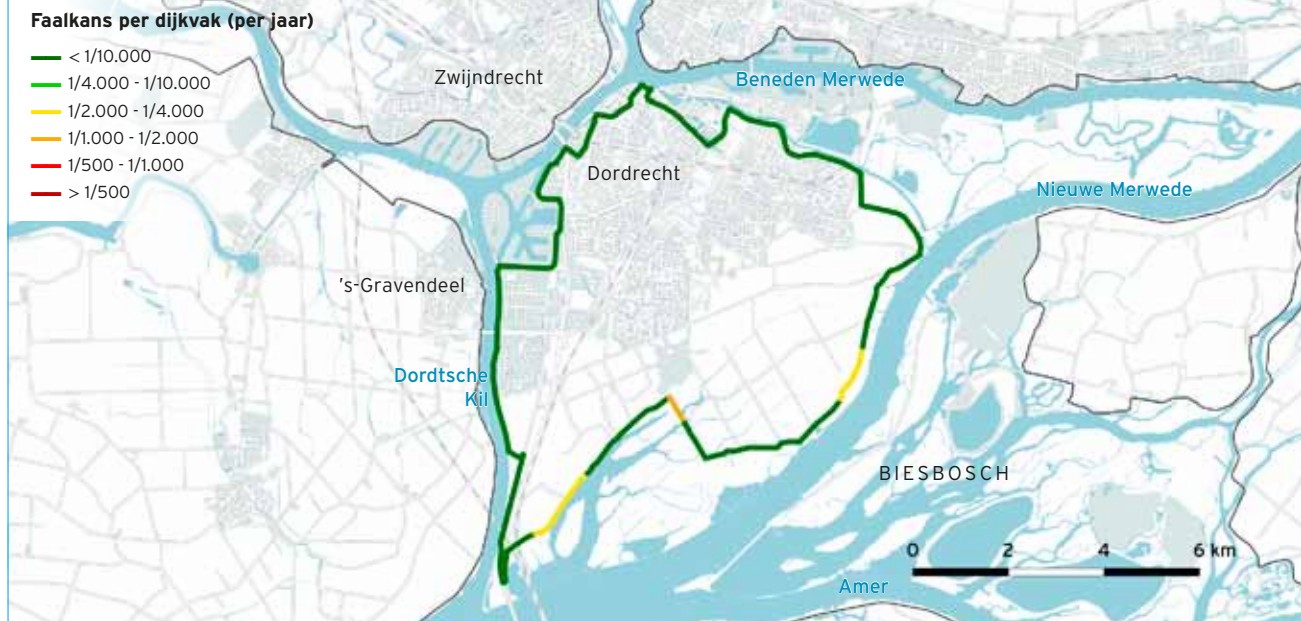 Faalkans per dijkvak (per jaar)
< 1/10.000
1/4.000 - 1/10.000
1/2.000 - 1/4.000
1/1.000 - 1/2.000
1/500 - 1/1.000
> 1/500
Zwijndrecht
Beneden Merwede
Dordrecht
Nieuwe Merwede
's-Gravendeel
Dordtsche
Kil
BIESBOSCH
0 2 4 6 km
Amer